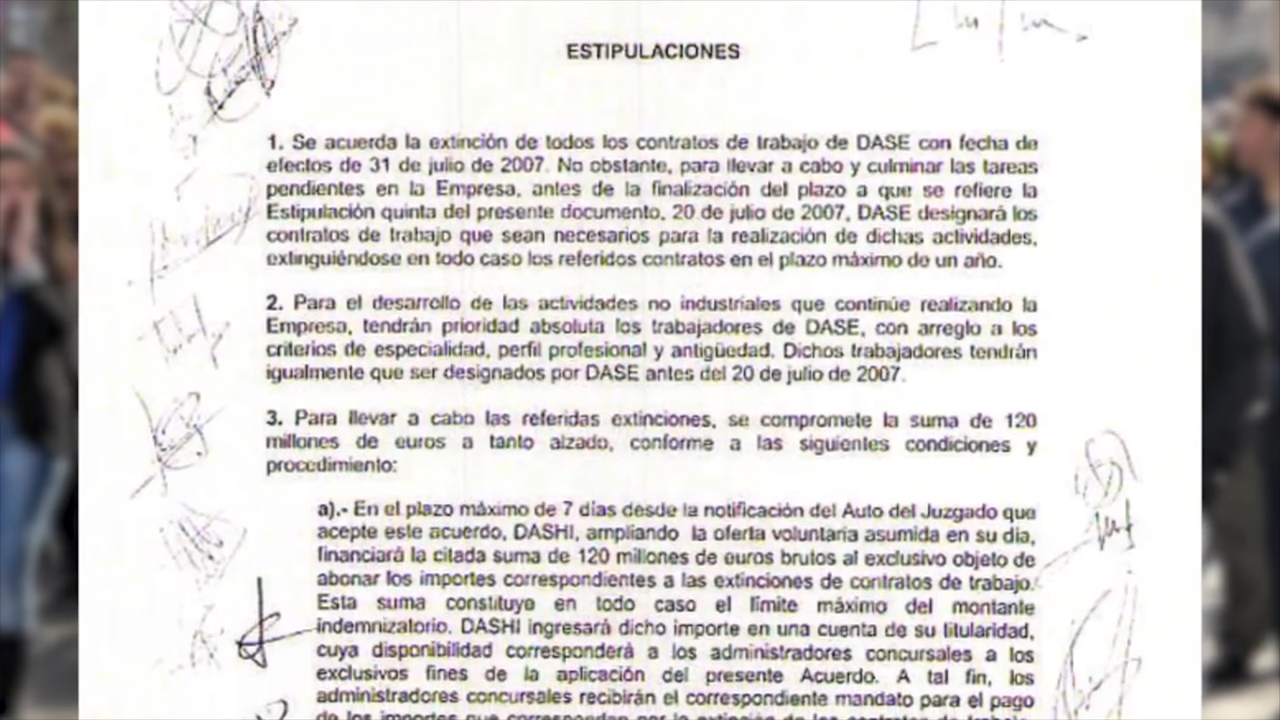 ESTIPULACIONES
1. Se acuerda la extinción de todos los contratos de trabajo de DASE con fecha de
efectos de 31 de julio de 2007. No obstante, para llevar a cabo y culminar las tareas
pendientes en la Empresa, antes de la finalización del plazo a que se refiere la
Estipulación quinta del presente documento, 20 de julio de 2007, DASE designará los
contratos de trabajo que sean necesarios para la realización de dichas actividades,
extinguiéndose en todo caso los referidos contratos en el plazo máximo de un año.
2. Para el desarrollo de las actividades no industriales que continúe realizando la
Empresa, tendrán prioridad absoluta los trabajadores de DASE, con arreglo a los
criterios de especialidad, perfil profesional y antigüedad. Dichos trabajadores tendrán
igualmente que ser designados por DASE antes del 20 de julio de 2007.
3. Para llevar a cabo las referidas extinciones, se compromete la suma de 120
millones de euros a tanto alzado, conforme a las siguientes condiciones y
procedimiento:
a).- En el plazo máximo de 7 días desde la notificación del Auto del Juzgado que
acepte este acuerdo, DASHI, ampliando la oferta voluntaria asumida en su día,
financiará la citada suma de 120 millones de euros brutos al exclusivo objeto de
abonar los importes correspondientes a las extinciones de contratos de trabajo.
Esta suma constituye en todo caso el límite máximo del montante
indemnizatorio. DASHI ingresará dicho importe en una cuenta de su titularidad,
cuya disponibilidad corresponderá a los administradores concursales a los
exclusivos fines de la aplicación del presente Acuerdo. A tal fin, los
administradores concursales recibirán el correspondiente mandato para el pago
de los importes que correspondan por la extinción de los contratos de trabajo